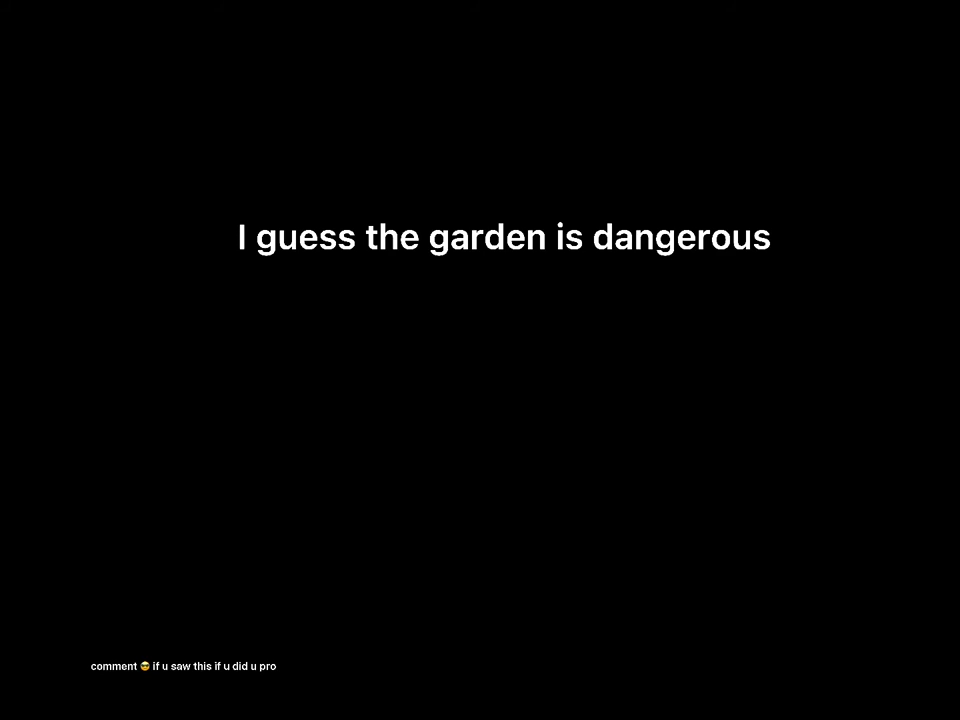 I guess the garden is dangerous
comment 😎 if u saw this if u did u pro